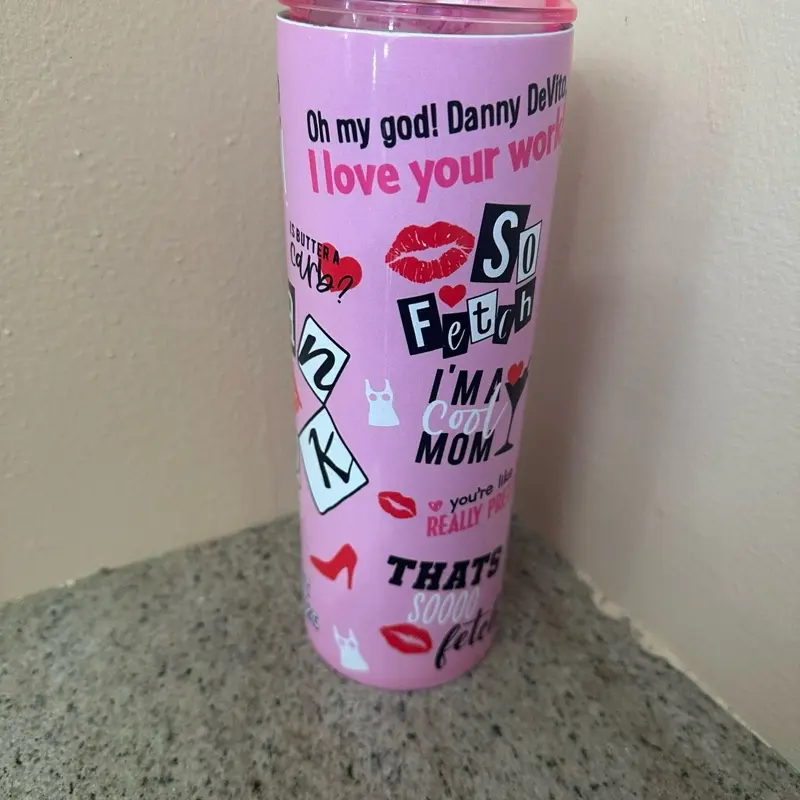 Oh my god! Danny DeVito,
I love your work
IS BUTTER A
carb?
So
Fetch
n
K
I'M A
Cool
MOM
you're like
REALLY
THATS
SOOOO
fetch